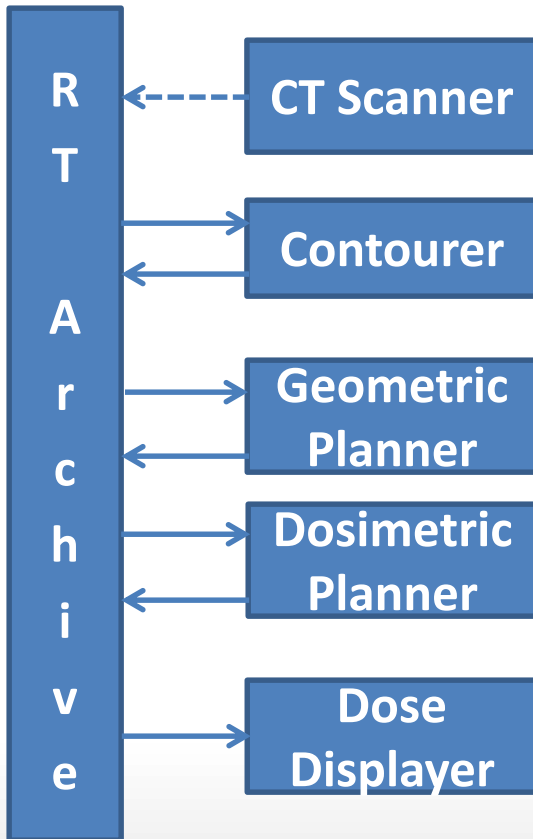 R
T
A
r
c
h
i
v
e
CT Scanner
Contourer
Geometric
Planner
Dosimetric
Planner
Dose
Displayer